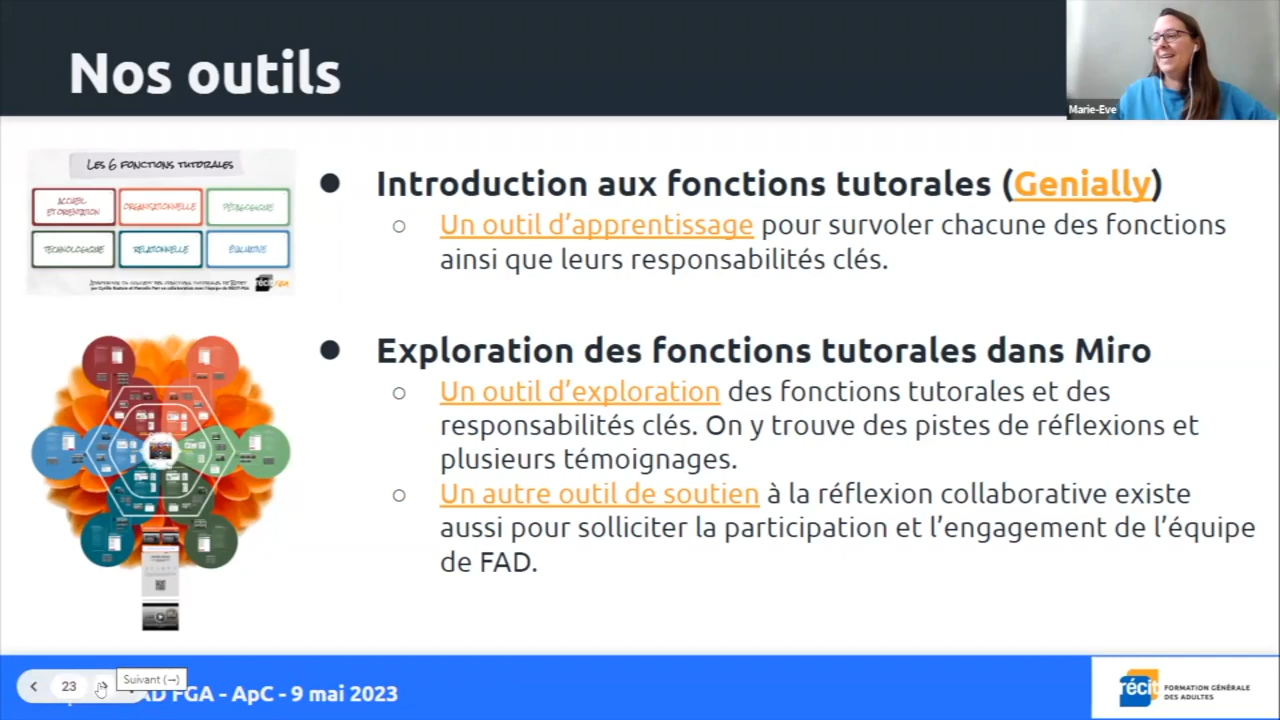 Nos outils
Marie-Eve
LES 6 FONCTIONS TUTORALES
ACCUEIL
ET ORIENTATION
ORGANISATIONNELLE
PÉDAGOGIQUE
TECHNOLOGIQUE
RELATIONNELLE
ÉVALUATIVE
récit FGA
● Introduction aux fonctions tutorales (Genially)
○ Un outil d’apprentissage pour survoler chacune des fonctions
ainsi que leurs responsabilités clés.
● Exploration des fonctions tutorales dans Miro
○ Un outil d’exploration des fonctions tutorales et des
responsabilités clés. On y trouve des pistes de réflexions et
plusieurs témoignages.
○ Un autre outil de soutien à la réflexion collaborative existe
aussi pour solliciter la participation et l’engagement de l’équipe
de FAD.
23
Suivant (→)
AD FGA - ApC - 9 mai 2023
récit
FORMATION GÉNÉRALE
DES ADULTES